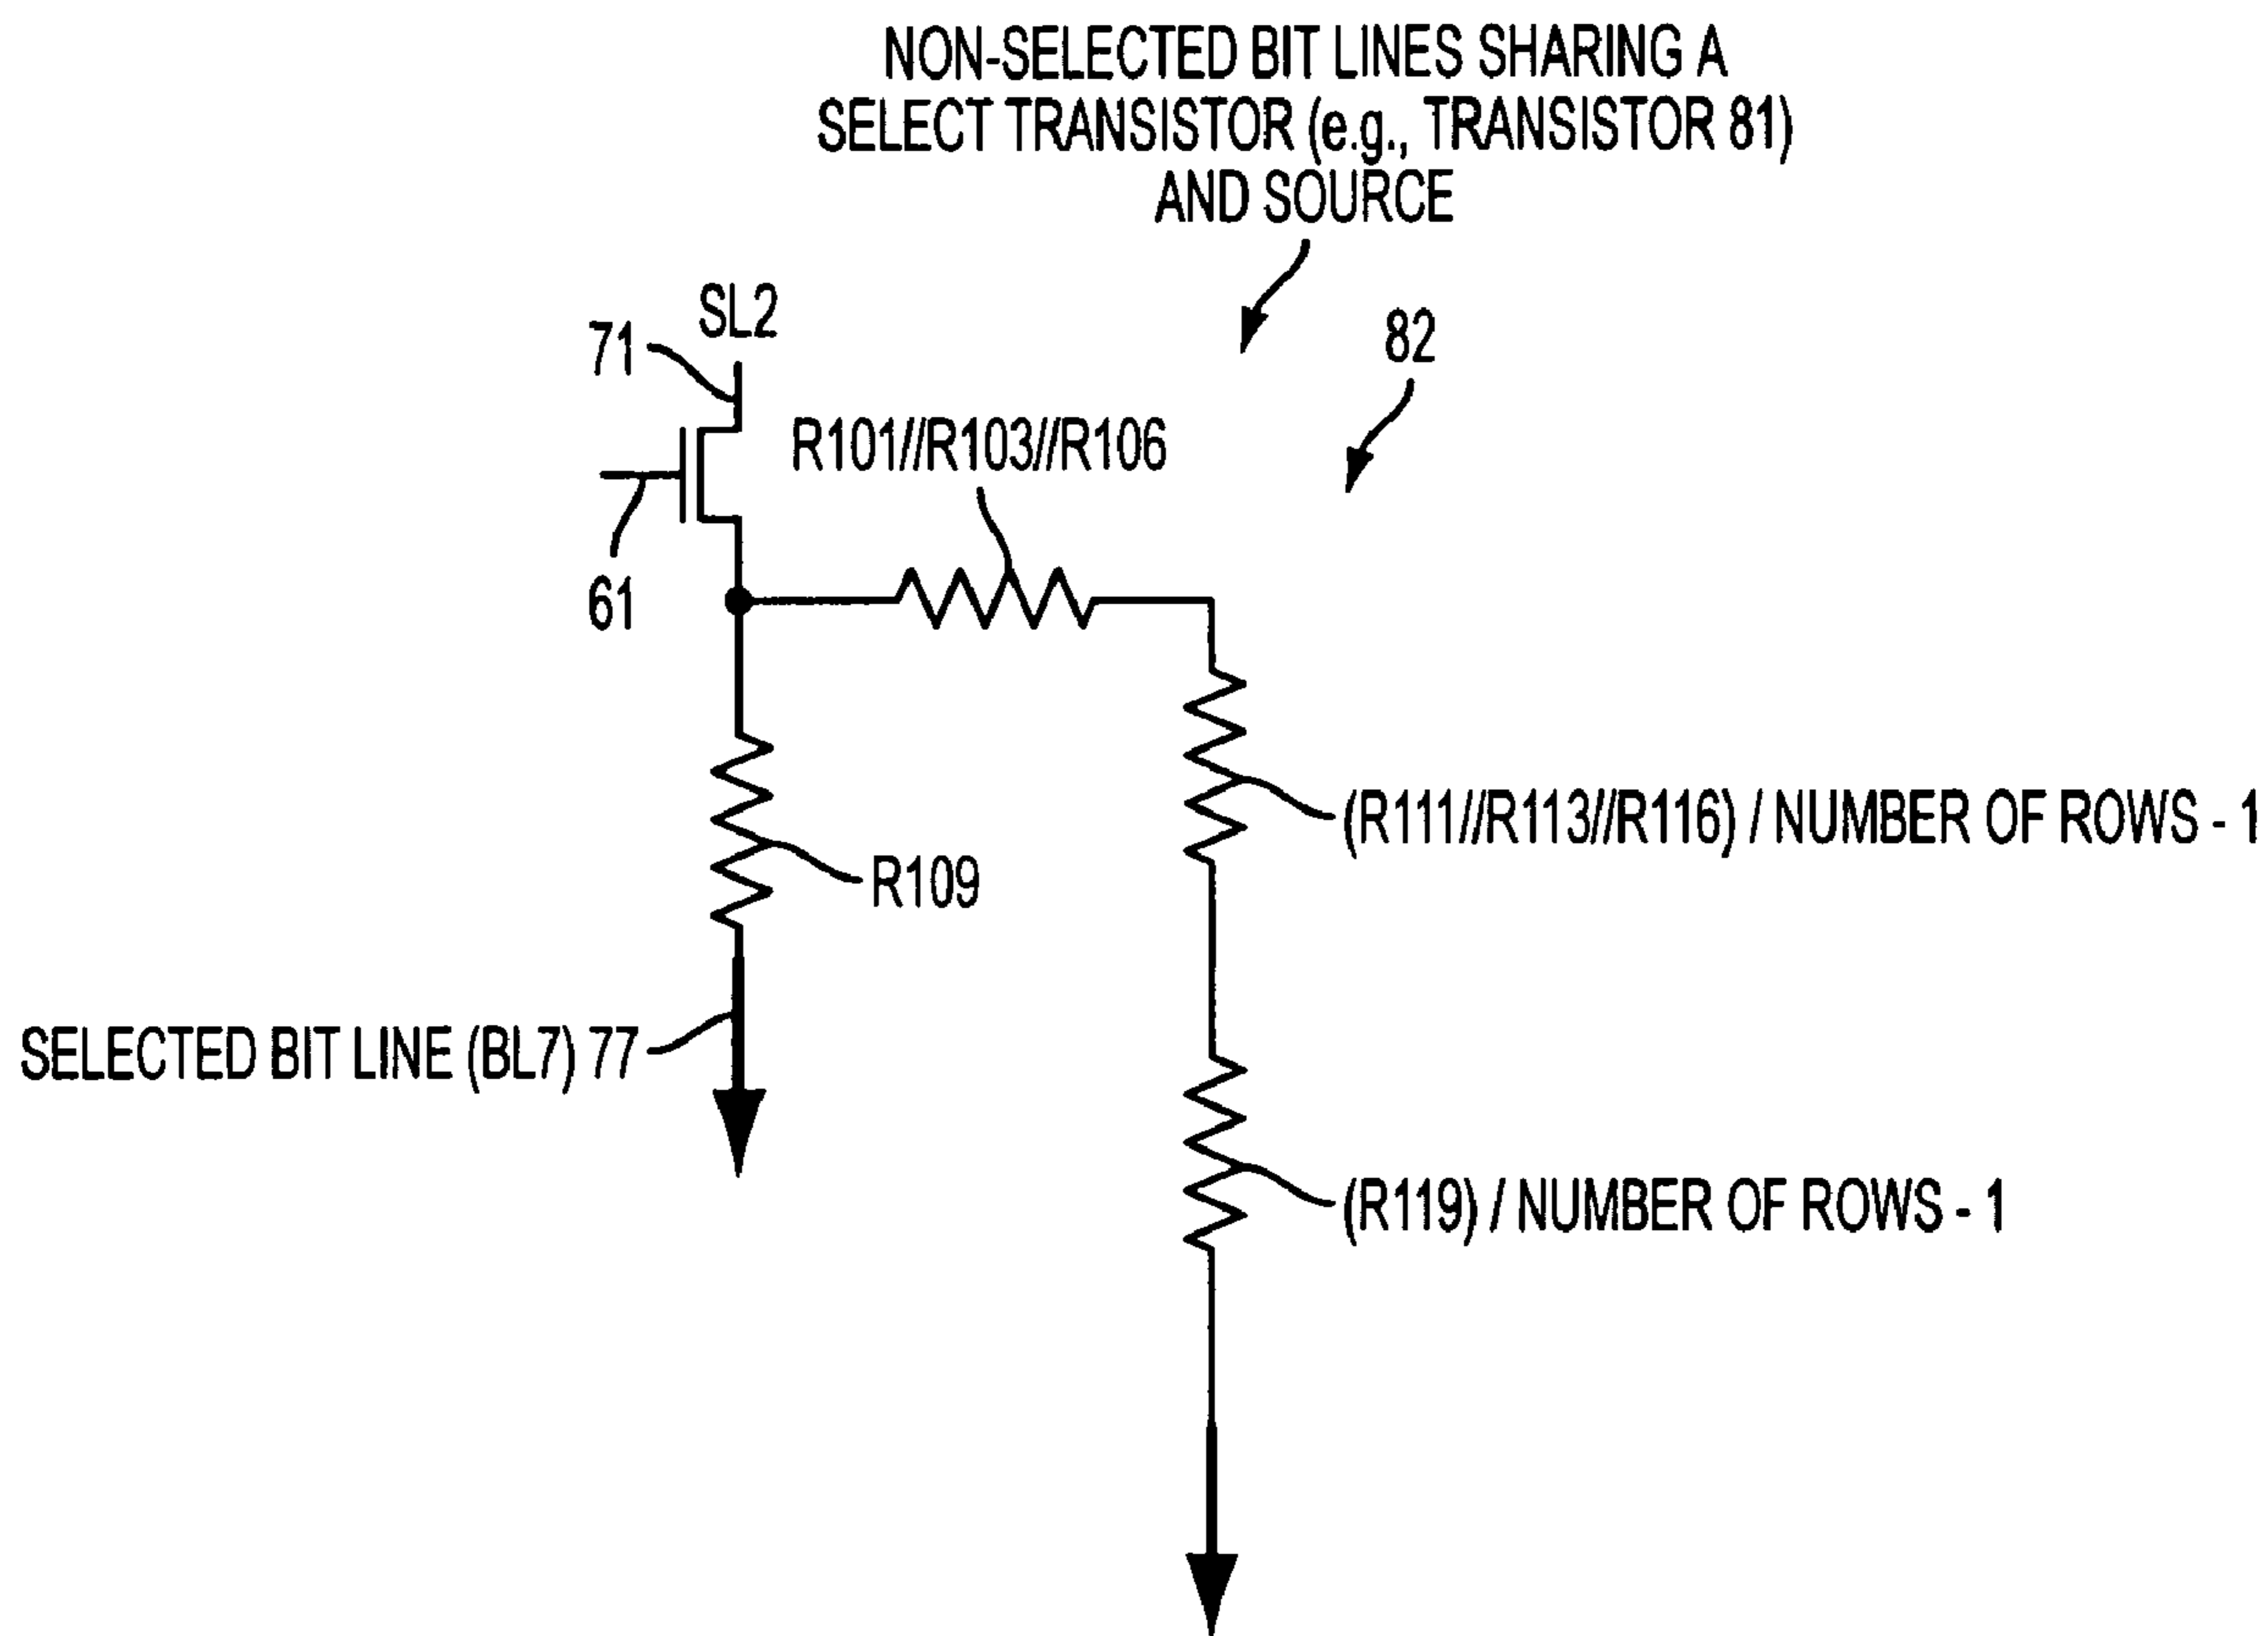 NON-SELECTED BIT LINES SHARING A
SELECT TRANSISTOR (e.g., TRANSISTOR 81)
AND SOURCE
SL2
71
82
R101//R103//R106
61
(R111//R113//R116) / NUMBER OF ROWS - 1
R109
SELECTED BIT LINE (BL7) 77
(R119) / NUMBER OF ROWS - 1